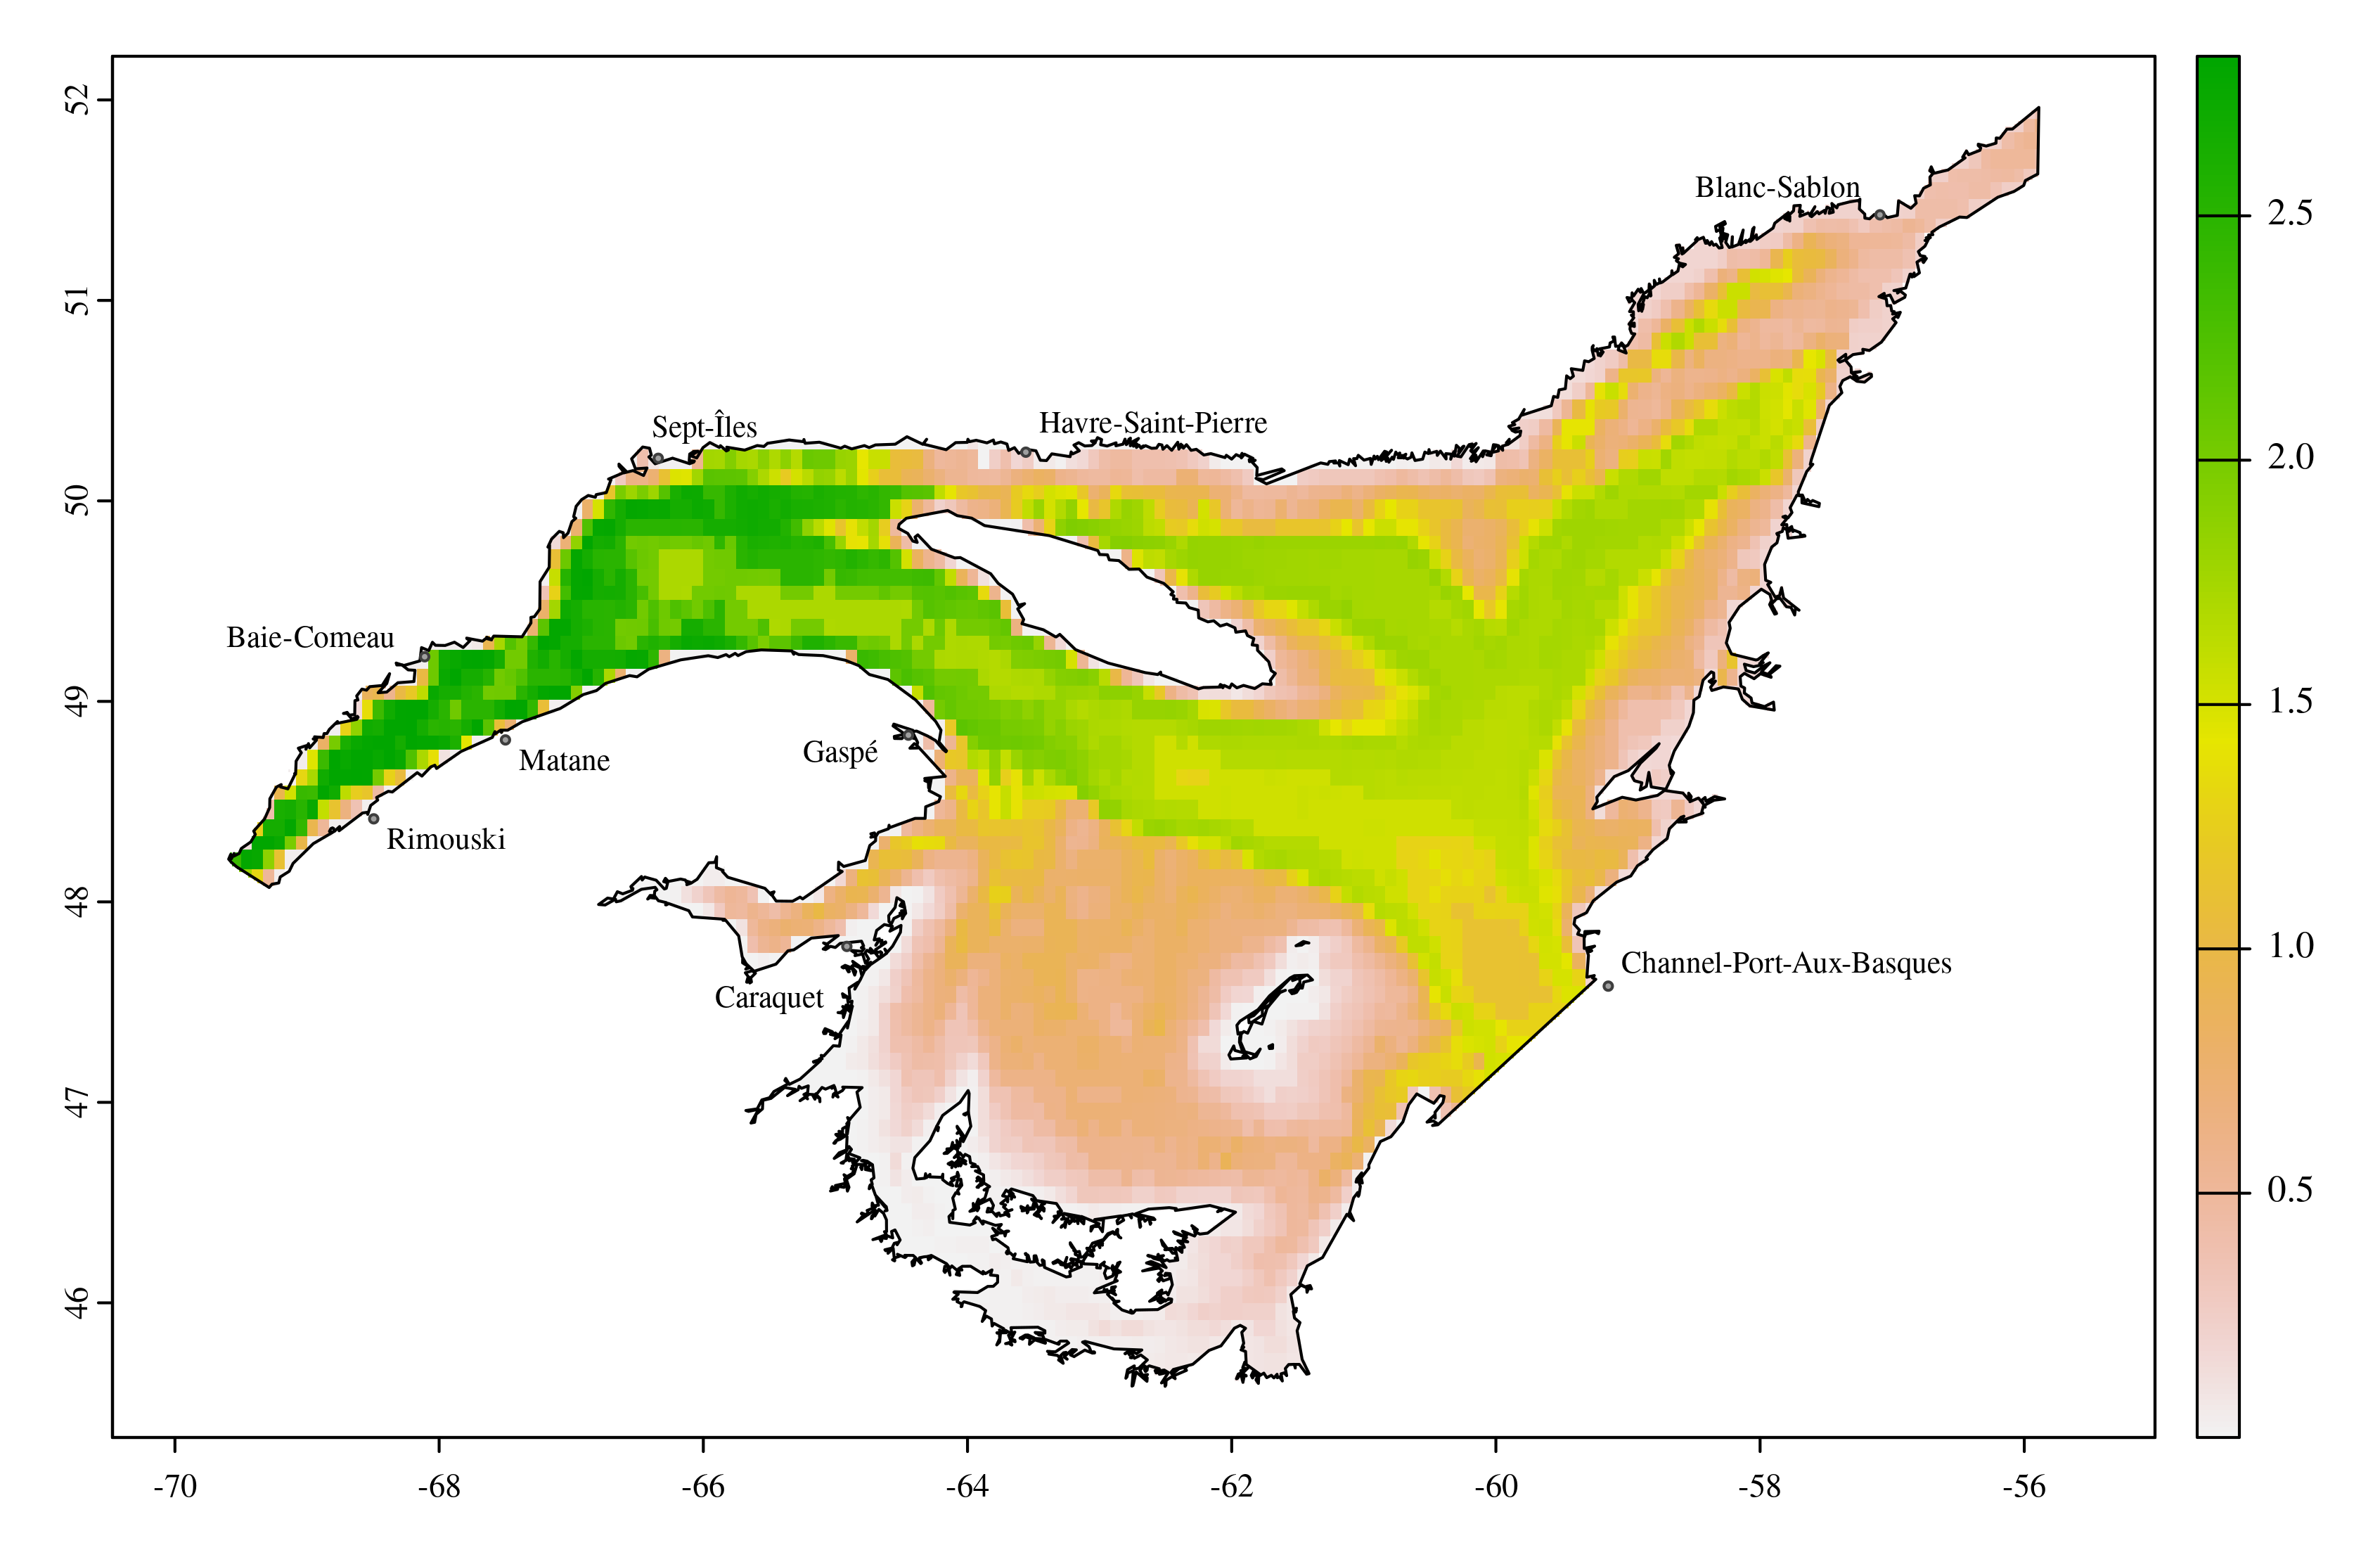 52
51
50
49
48
47
46
Blanc-Sablon
Sept-Îles
Havre-Saint-Pierre
Baie-Comeau
Matane
Gaspé
Rimouski
Channel-Port-Aux-Basques
Caraquet
2.5
2.0
1.5
1.0
0.5
-70 -68 -66 -64 -62 -60 -58 -56